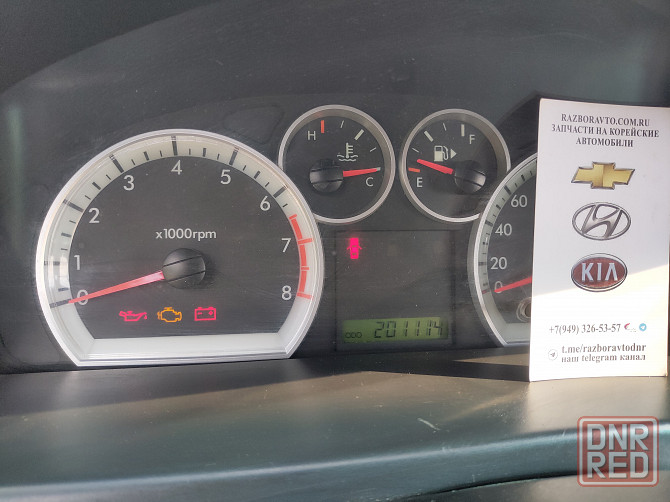 H
C
F
E
0
1
2
3
4
5
6
7
8
x1000rpm
ODO 201114
60
40
20
0
RAZBORAVTO.COM.RU
ЗАПЧАСТИ НА КОРЕЙСКИЕ
АВТОМОБИЛИ
KIA
+7(949) 326-53-57
t.me/razboravtodnr
наш telegram канал
DNR
RED